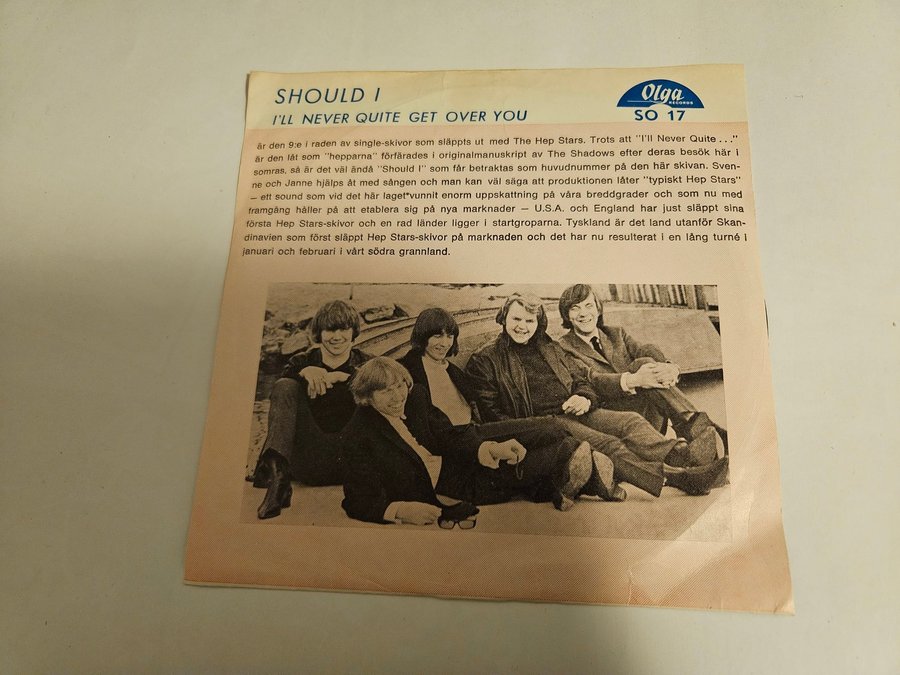 SHOULD I
I'LL NEVER QUITE GET OVER YOU
Olga
RECORDS
SO 17
är den 9:e i raden av single-skivor som släppts ut med The Hep Stars. Trots att "I'll Never Quite..."
är den låt som "hepparna" förfärades i originalmanuskript av The Shadows efter deras besök här i
somras, så är det väl ändå "Should I" som får betraktas som huvudnummer på den här skivan. Sven-
ne och Janne hjälps åt med sången och man kan väl säga att produktionen låter "typiskt Hep Stars"
– ett sound som vid det här laget vunnit enorm uppskattning på våra breddgrader och som nu med
framgång håller på att etablera sig på nya marknader – U.S.A. och England har just släppt sina
första Hep Stars-skivor och en rad länder ligger i startgroparna. Tyskland är det land utanför Skan-
dinavien som först släppt Hep Stars-skivor på marknaden och det har nu resulterat i en lång turné i
januari och februari i vårt södra grannland.